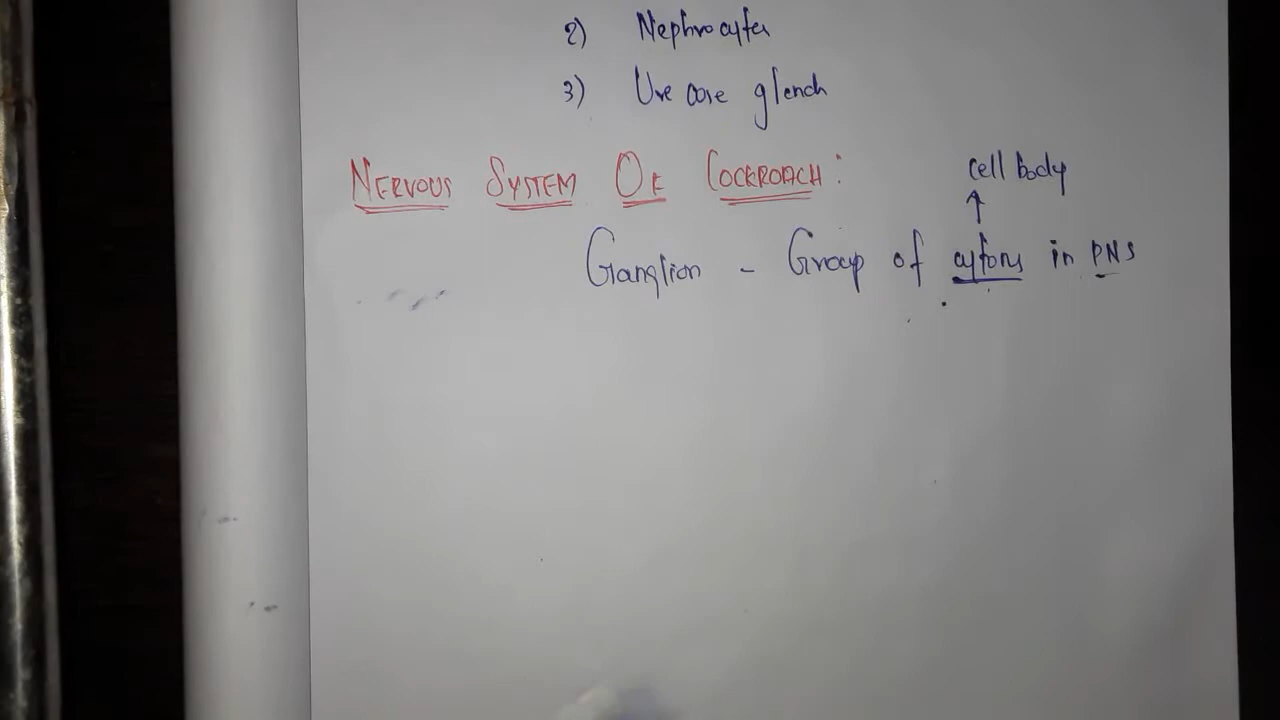 2) Nephrocytes
3) Uricose glands
NERVOUS SYSTEM OF COCKROACH:
cell body
Ganglion - Group of cytons in PNS